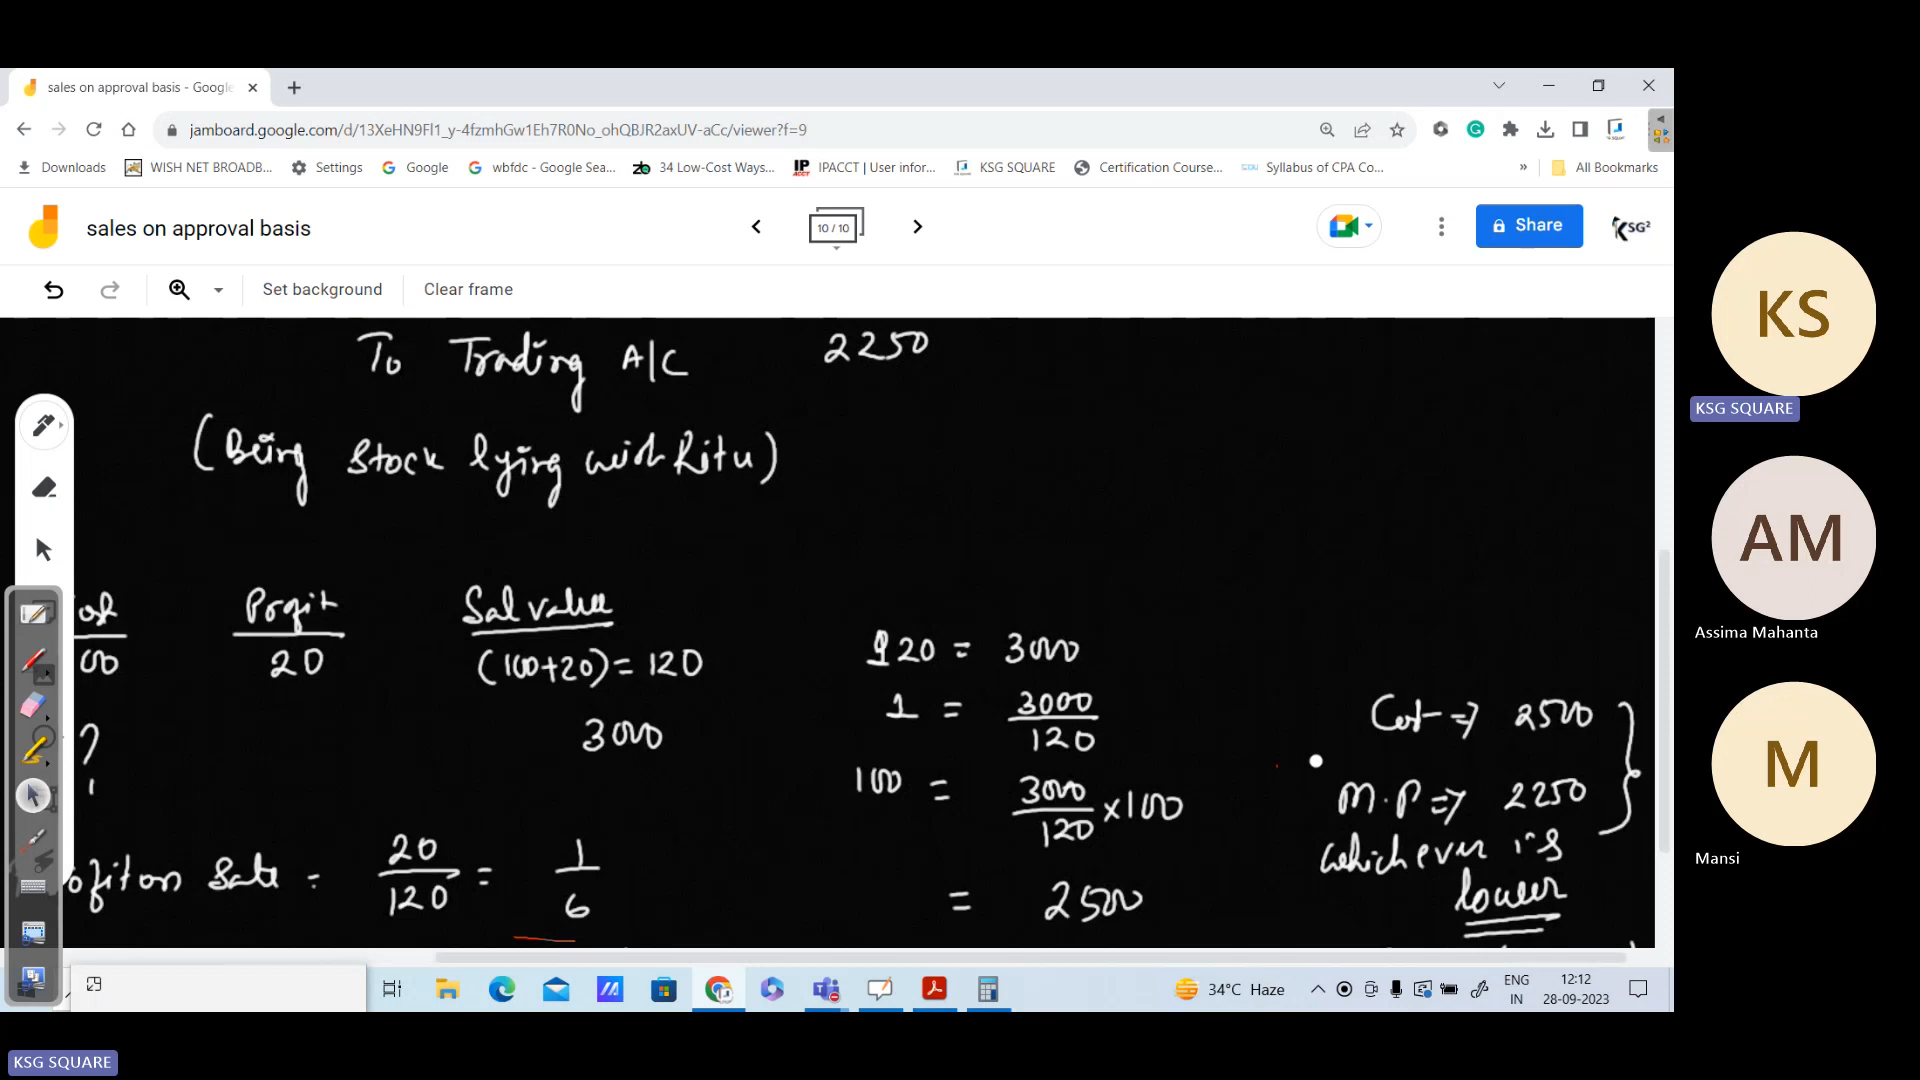 sales on approval basis - Google
jamboard.google.com/d/13XeHN9Fl1_y-4fzmhGw1Eh7R0No_ohQBJR2axUV-aCc/viewer?f=9
Downloads WISH NET BROADB... Settings Google wbfdc - Google Sea... 34 Low-Cost Ways... IPACCT | User infor... KSG SQUARE Certification Course... Syllabus of CPA Co... » All Bookmarks
sales on approval basis
10 / 10
Share
KSG²
Set background
Clear frame
To Trading A/C 2250
(Being Stock lying with Ritu)
Profit
20
Sal value
(100+20) = 120
3000
?
Sale = 20/120 = 1/6
120 = 3000
1 = 3000/120
100 = 3000/120 × 100
= 2500
Cost => 2500
M.P => 2250
which ever is
lower
34°C Haze
ENG
IN
12:12
28-09-2023
KS
KSG SQUARE
AM
Assima Mahanta
M
Mansi
KSG SQUARE